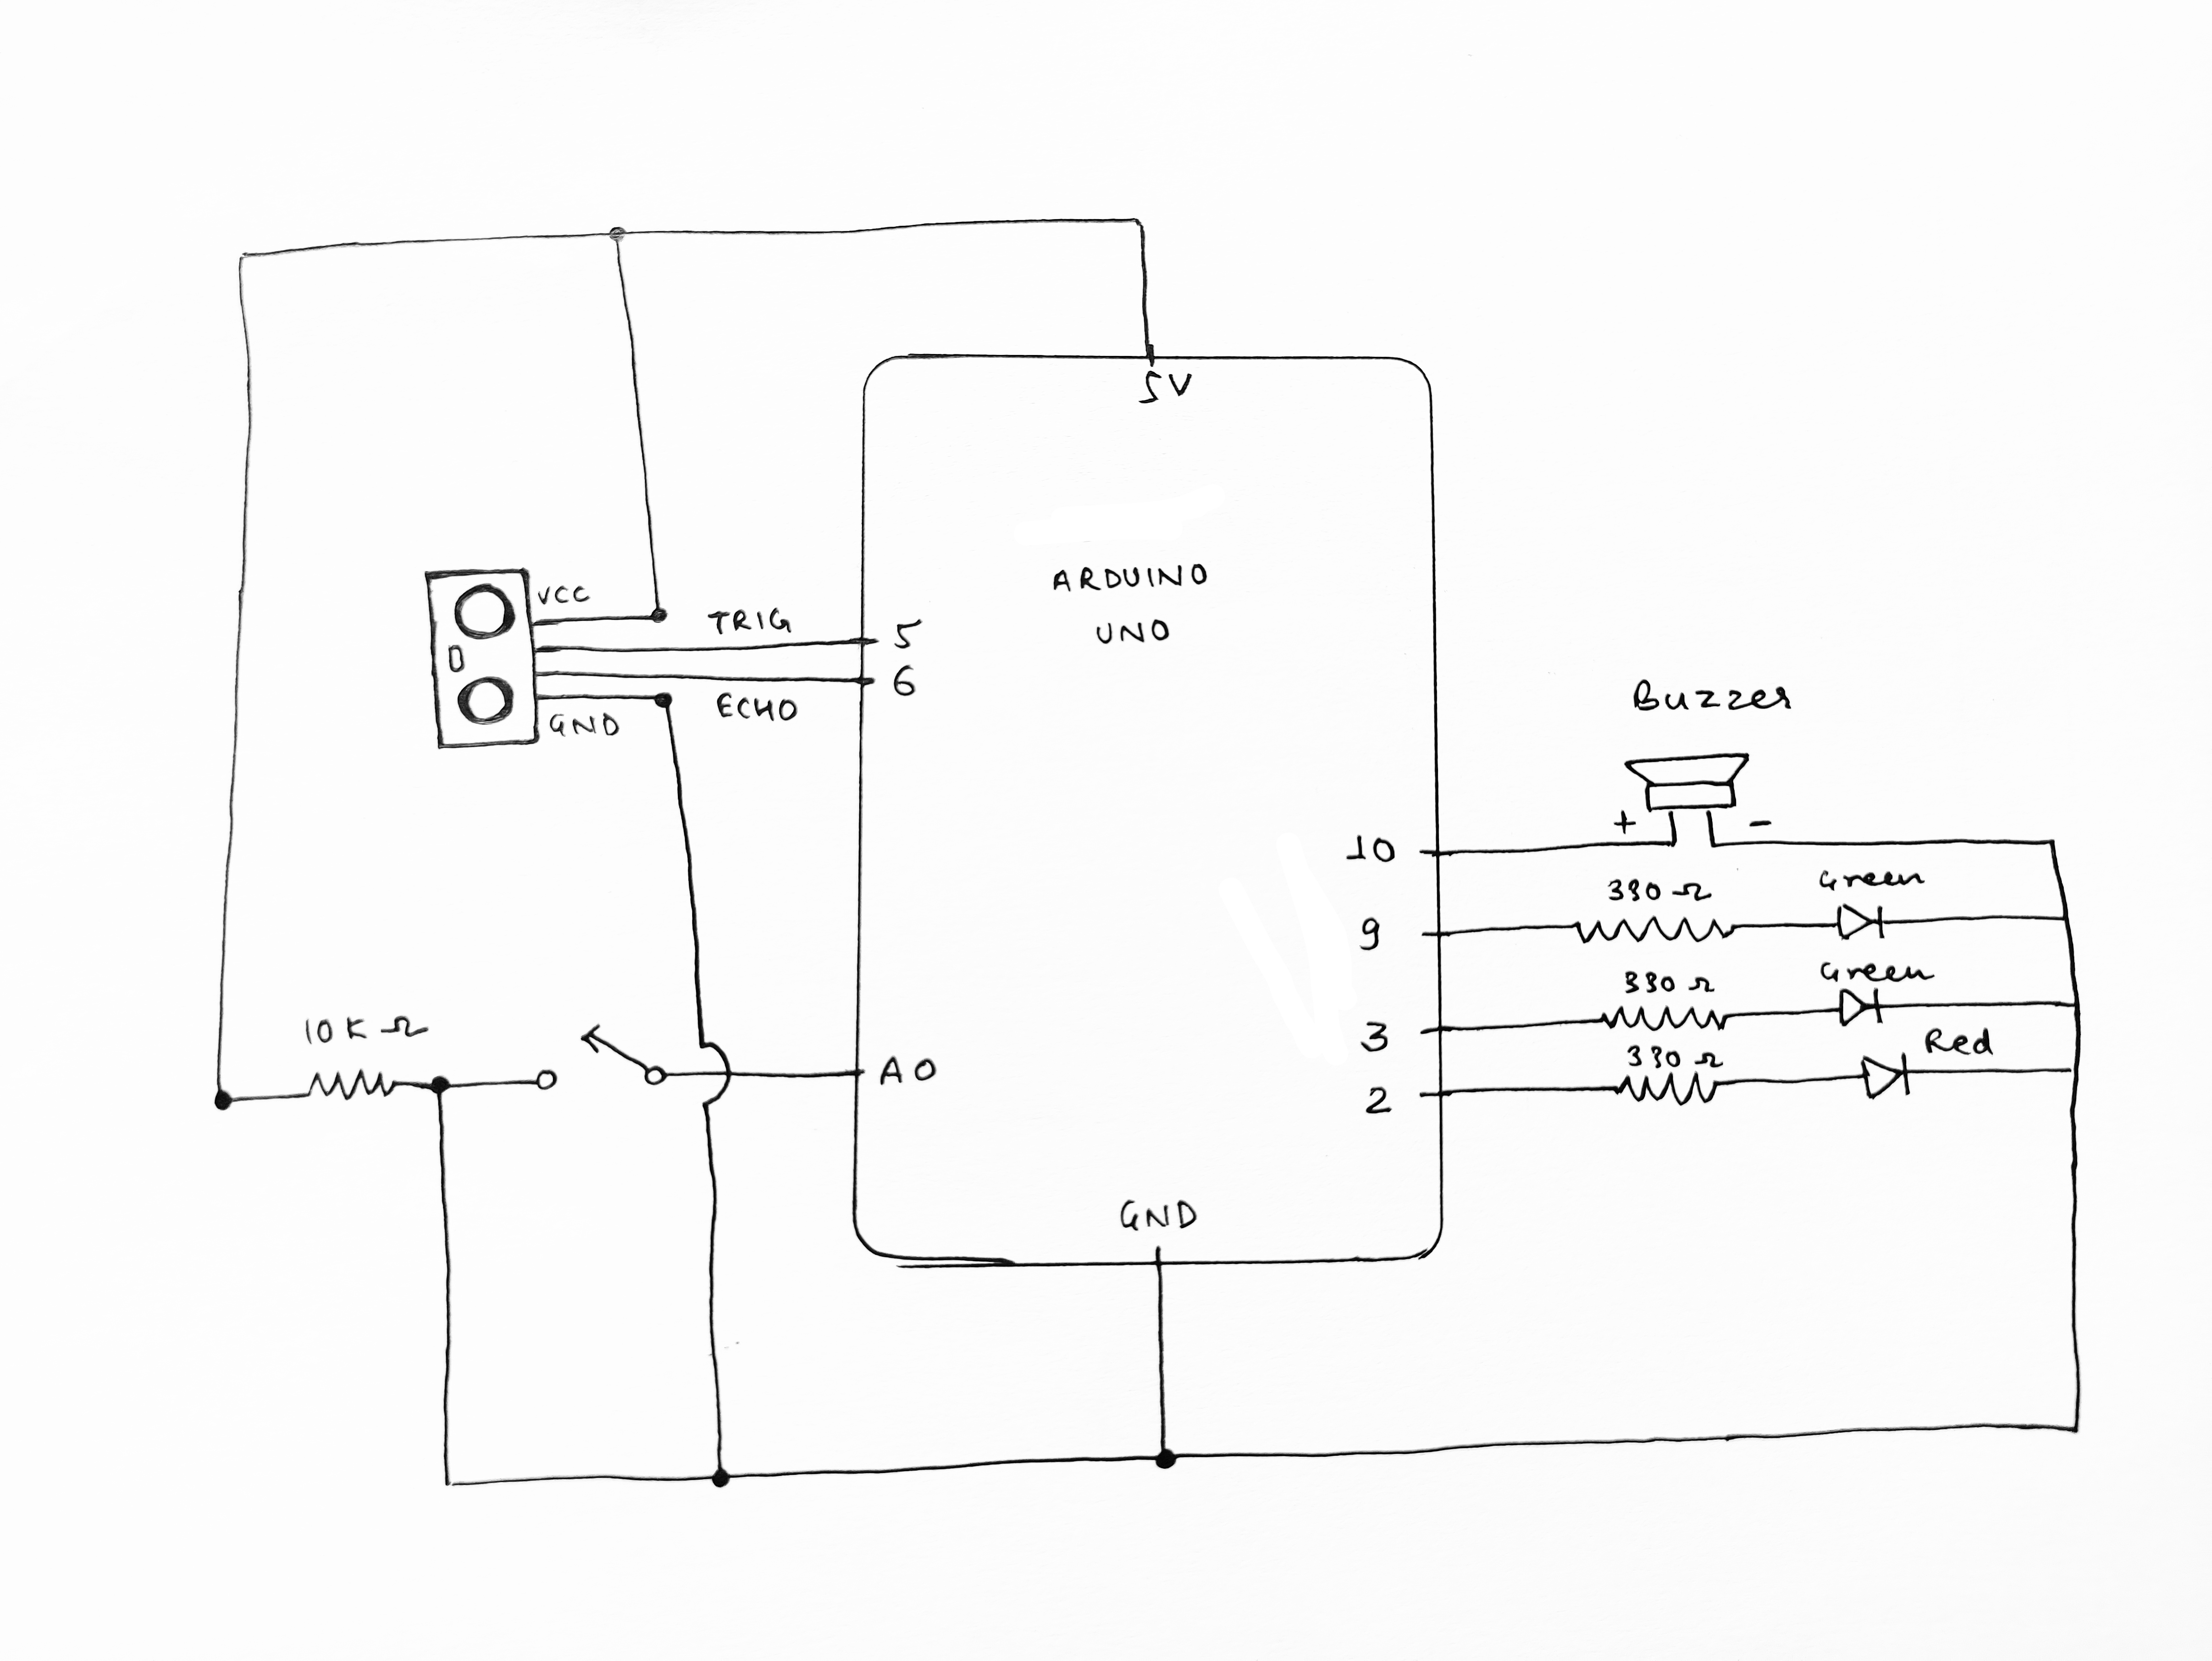 5V
ARDUINO
UNO
VCC
TRIG
5
6
ECHO
GND
Buzzer
+ -
10
330 Ω
Green
9
330 Ω
Green
3
330 Ω
Red
2
10K Ω
A0
GND